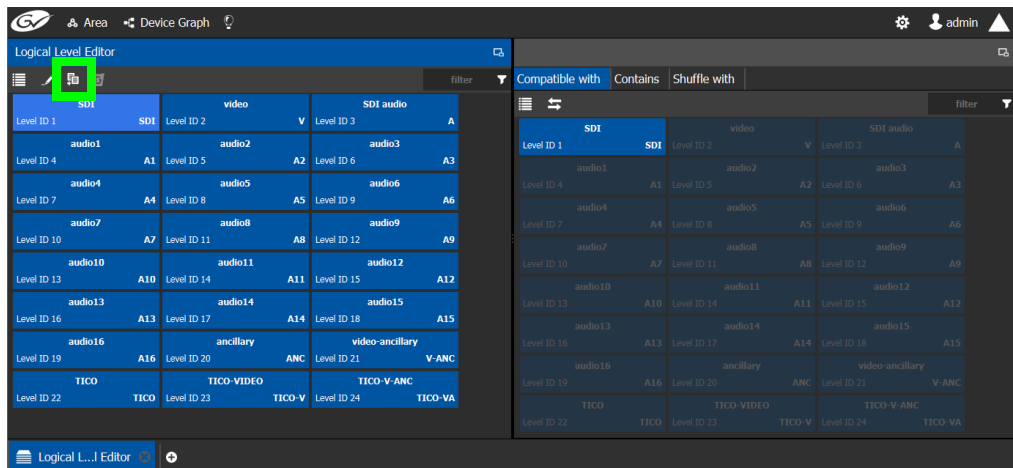 GV Area Device Graph admin
Logical Level Editor
filter
SDI video SDI audio
Level ID 1 SDI Level ID 2 V Level ID 3 A
audio1 audio2 audio3
Level ID 4 A1 Level ID 5 A2 Level ID 6 A3
audio4 audio5 audio6
Level ID 7 A4 Level ID 8 A5 Level ID 9 A6
audio7 audio8 audio9
Level ID 10 A7 Level ID 11 A8 Level ID 12 A9
audio10 audio11 audio12
Level ID 13 A10 Level ID 14 A11 Level ID 15 A12
audio13 audio14 audio15
Level ID 16 A13 Level ID 17 A14 Level ID 18 A15
audio16 ancillary video-ancillary
Level ID 19 A16 Level ID 20 ANC Level ID 21 V-ANC
TICO TICO-VIDEO TICO-V-ANC
Level ID 22 TICO Level ID 23 TICO-V Level ID 24 TICO-VA
Compatible with Contains Shuffle with
filter
SDI video SDI audio
Level ID 1 SDI Level ID 2 V Level ID 3 A
audio1 audio2 audio3
Level ID 4 A1 Level ID 5 A2 Level ID 6 A3
audio4 audio5 audio6
Level ID 7 A4 Level ID 8 A5 Level ID 9 A6
audio7 audio8 audio9
Level ID 10 A7 Level ID 11 A8 Level ID 12 A9
audio10 audio11 audio12
Level ID 13 A10 Level ID 14 A11 Level ID 15 A12
audio13 audio14 audio15
Level ID 16 A13 Level ID 17 A14 Level ID 18 A15
audio16 ancillary video-ancillary
Level ID 19 A16 Level ID 20 ANC Level ID 21 V-ANC
TICO TICO-VIDEO TICO-V-ANC
Level ID 22 TICO Level ID 23 TICO-V Level ID 24 TICO-VA
Logical L...l Editor